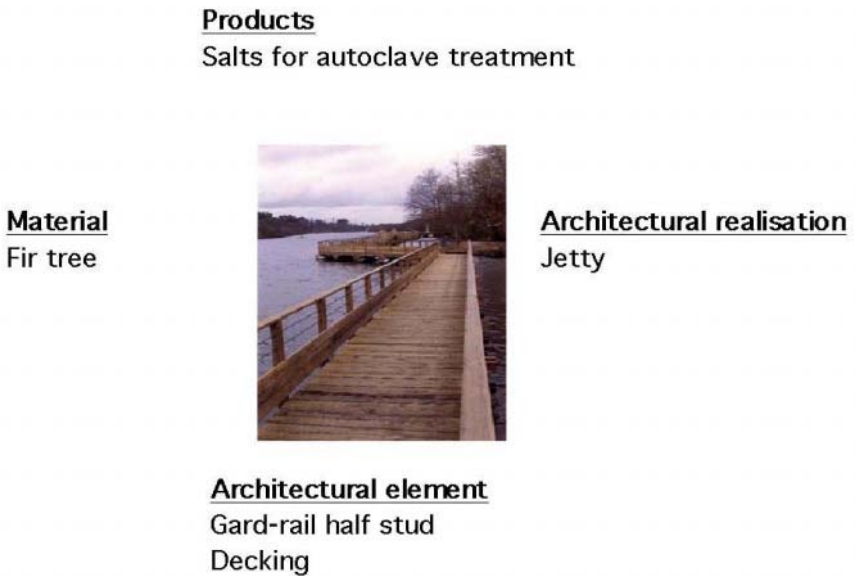 Products
Salts for autoclave treatment
Material
Fir tree
Architectural realisation
Jetty
Architectural element
Gard-rail half stud
Decking